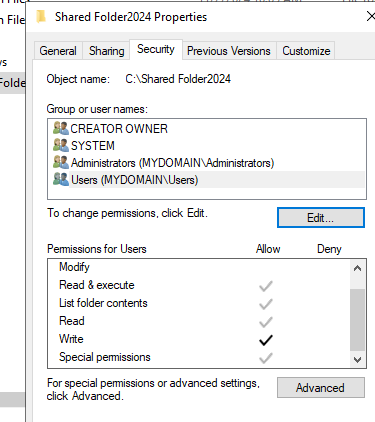 n File
n File
ys
Folde
Shared Folder2024 Properties
General Sharing Security Previous Versions Customize
Object name: C:\Shared Folder2024
Group or user names:
CREATOR OWNER
SYSTEM
Administrators (MYDOMAIN\Administrators)
Users (MYDOMAIN\Users)
To change permissions, click Edit.
Edit...
Permissions for Users Allow Deny
Modify
Read & execute
List folder contents
Read
Write
Special permissions
For special permissions or advanced settings,
click Advanced.
Advanced